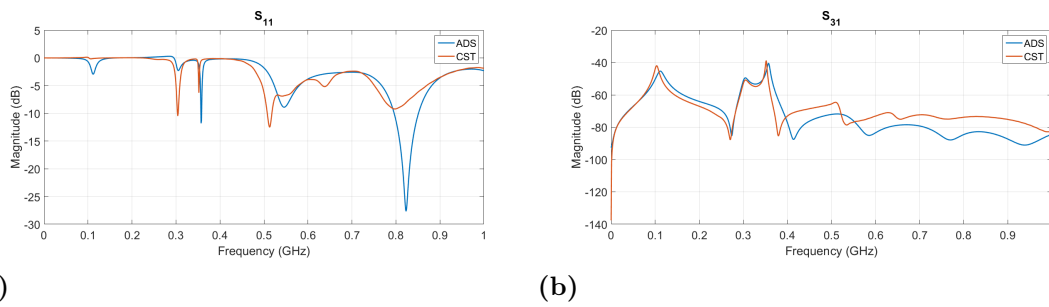 S11
5
0
-5
-10
-15
-20
-25
-30
Magnitude (dB)
0 0.1 0.2 0.3 0.4 0.5 0.6 0.7 0.8 0.9 1
Frequency (GHz)
ADS
CST
)
S31
-20
-40
-60
-80
-100
-120
-140
Magnitude (dB)
0 0.1 0.2 0.3 0.4 0.5 0.6 0.7 0.8 0.9
Frequency (GHz)
ADS
CST
(b)